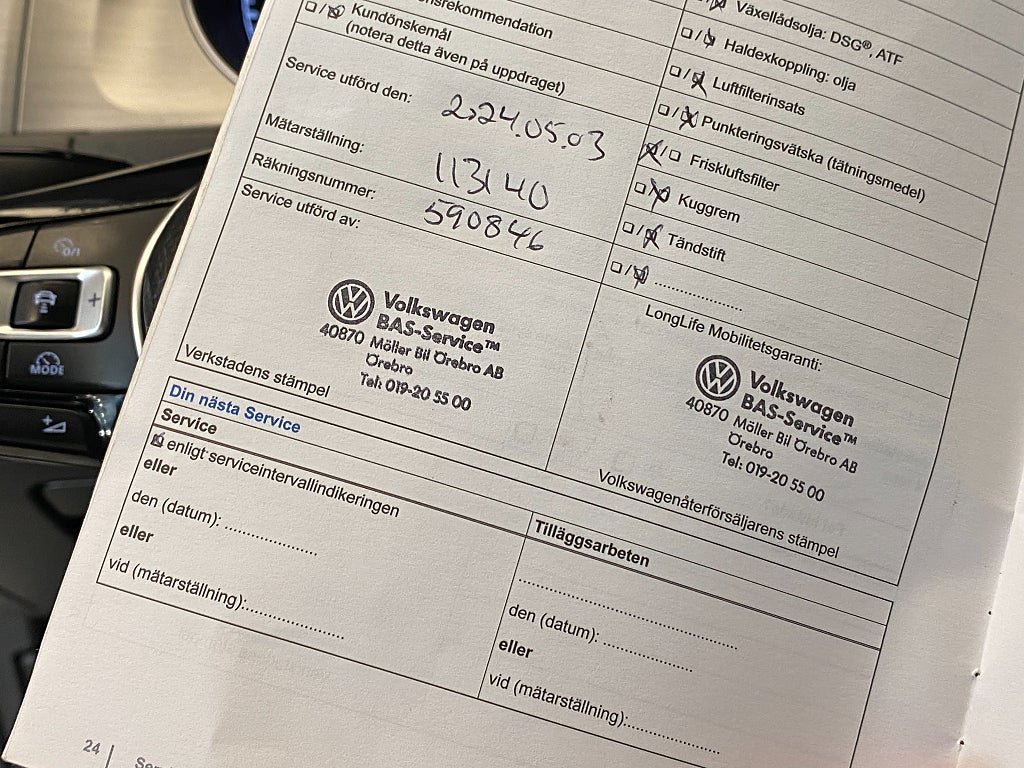 nsrekommendation
Kundönskemål
(notera detta även på uppdraget)
Service utförd den: 2024.05.03
Mätarställning: 113140
Räkningsnummer: 590846
Service utförd av:
Volkswagen
BAS-Service™
40870 Möller Bil Örebro AB
Örebro
Tel: 019-20 55 00
Verkstadens stämpel
Växellådsolja: DSG®, ATF
Haldexkoppling: olja
Luftfilterinsats
Punkteringsvätska (tätningsmedel)
Friskluftsfilter
Kuggrem
Tändstift
....................
LongLife Mobilitetsgaranti:
Volkswagen
BAS-Service™
40870 Möller Bil Örebro AB
Örebro
Tel: 019-20 55 00
Volkswagenåterförsäljarens stämpel
Din nästa Service
Service
enligt serviceintervallindikeringen
eller
den (datum): ....................
eller
vid (mätarställning):....................
Tilläggsarbeten
..............................................
den (datum): ....................
eller
vid (mätarställning):....................
24
MODE